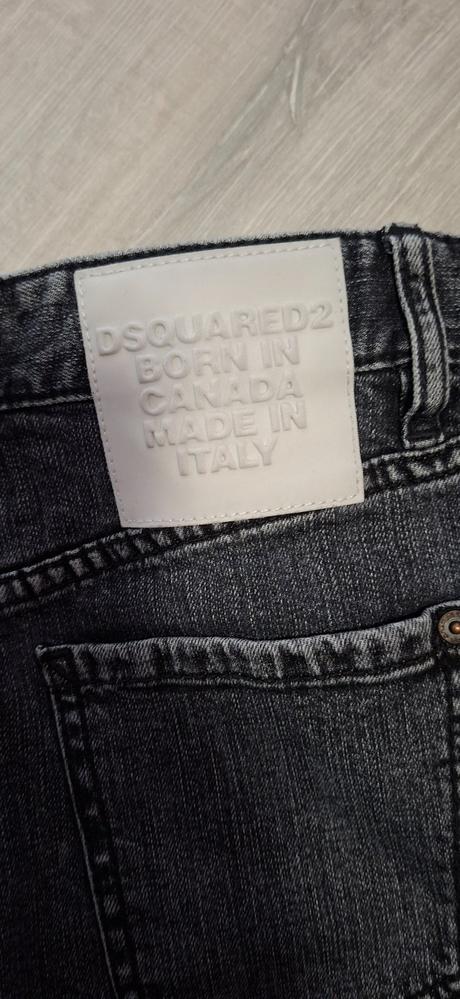 DSQUARED2
BORN IN
CANADA
MADE IN
ITALY